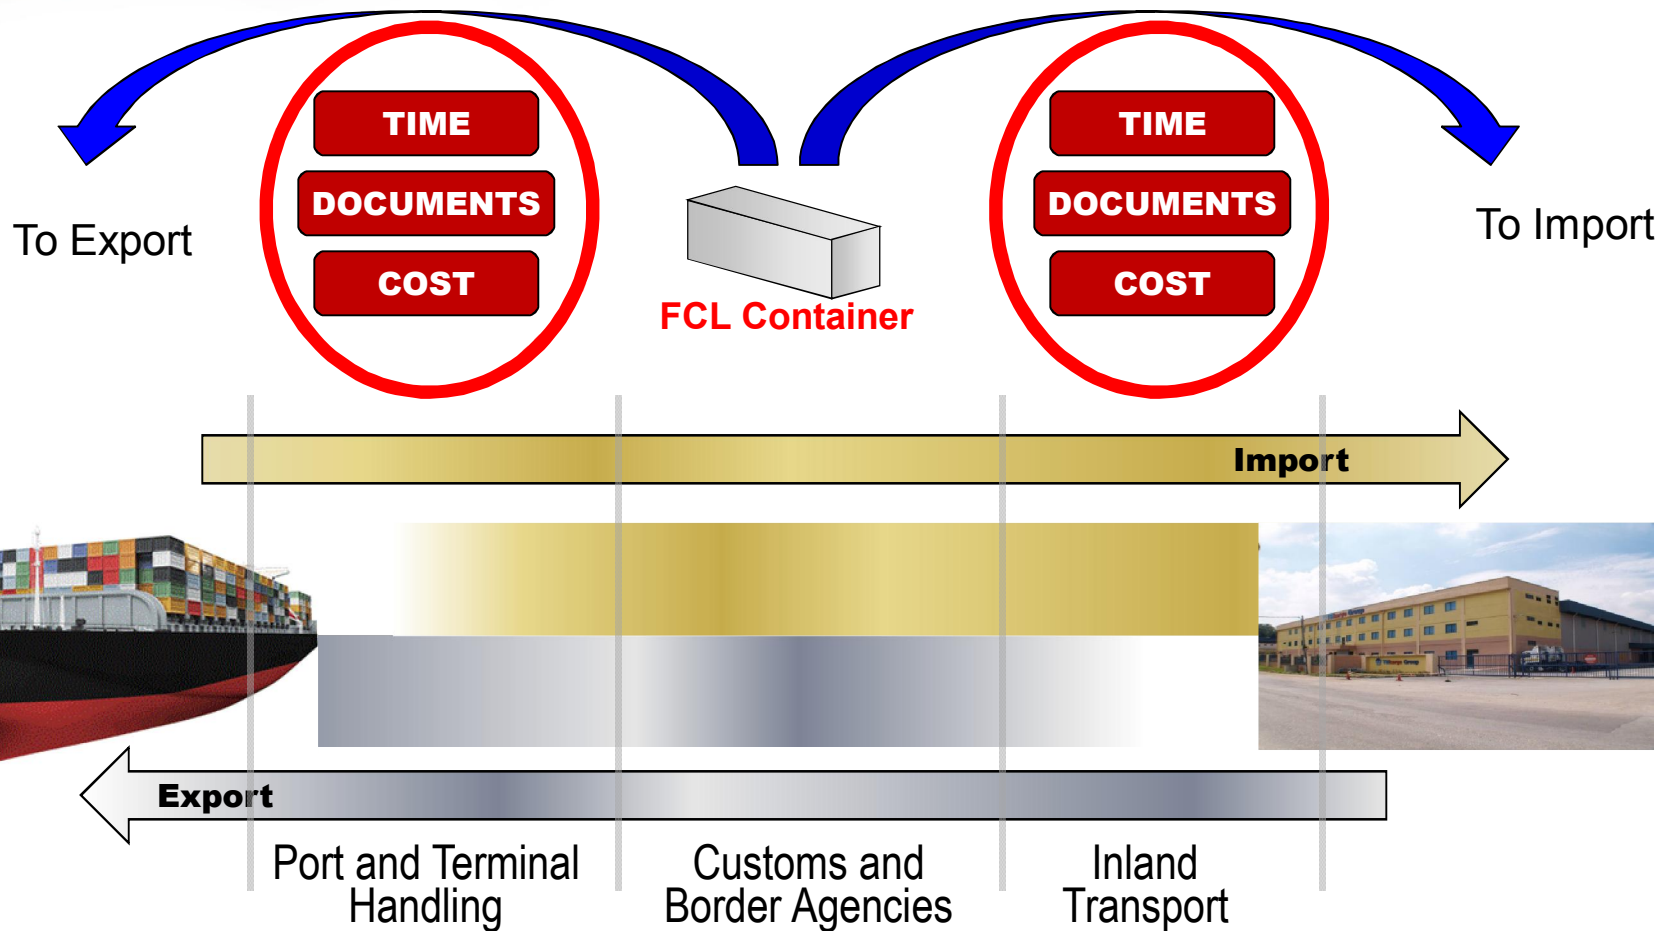 TIME
DOCUMENTS
COST
TIME
DOCUMENTS
COST
To Export
FCL Container
To Import
Import
Export
Port and Terminal
Handling
Customs and
Border Agencies
Inland
Transport